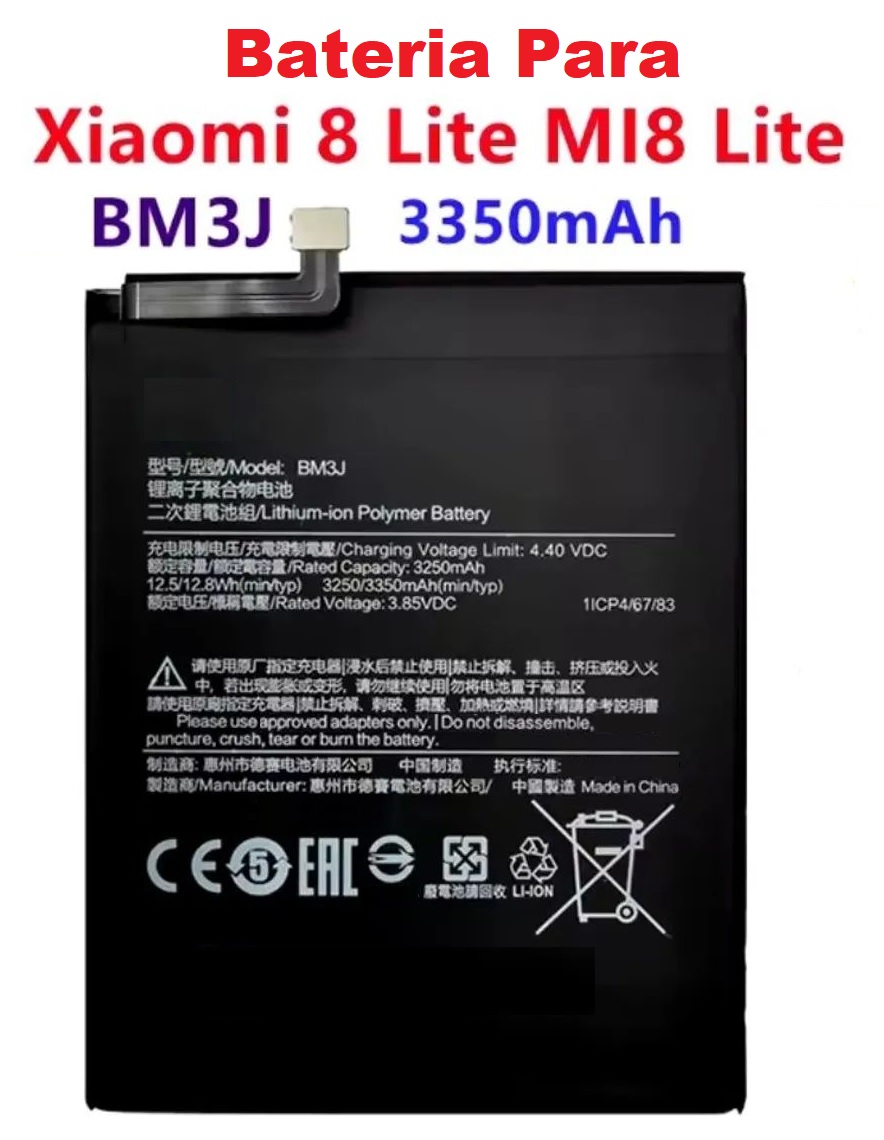 Bateria Para
Xiaomi 8 Lite MI8 Lite
BM3J 3350mAh
型号/型號/Model: BM3J
锂离子聚合物电池
二次鋰電池組/Lithium-ion Polymer Battery
充电限制电压/充電限制電壓/Charging Voltage Limit: 4.40 VDC
额定容量/額定電容量/Rated Capacity: 3250mAh
12.5/12.8Wh(min/typ) 3250/3350mAh(min/typ)
额定电压/標稱電壓/Rated Voltage: 3.85VDC 1ICP4/67/83
请使用原厂指定充电器|浸水后禁止使用|禁止拆解、撞击、挤压或投入火
中，若出现膨胀或变形，请勿继续使用|勿将电池置于高温区
請使用原廠指定充電器|禁止拆解、刺破、擠壓、加熱或燃燒|詳情請參考説明書
Please use approved adapters only. | Do not disassemble,
puncture, crush, tear or burn the battery.
制造商: 惠州市德赛电池有限公司 中国制造 执行标准:
製造商/Manufacturer: 惠州市德賽電池有限公司/ 中國製造 Made in China
CE 5 EAC
廢電池請回收 LI-ION